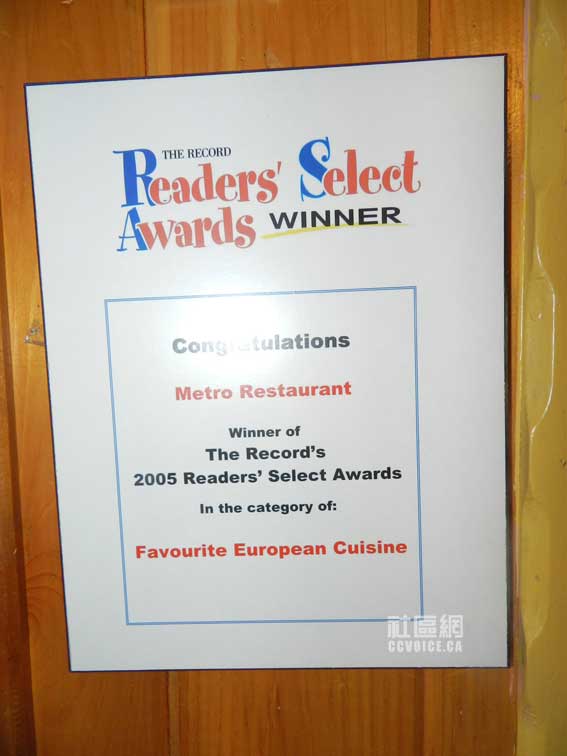 THE RECORD
Readers' Select
Awards WINNER
Congratulations
Metro Restaurant
Winner of
The Record's
2005 Readers' Select Awards
In the category of:
Favourite European Cuisine
社區網
CCVOICE.CA